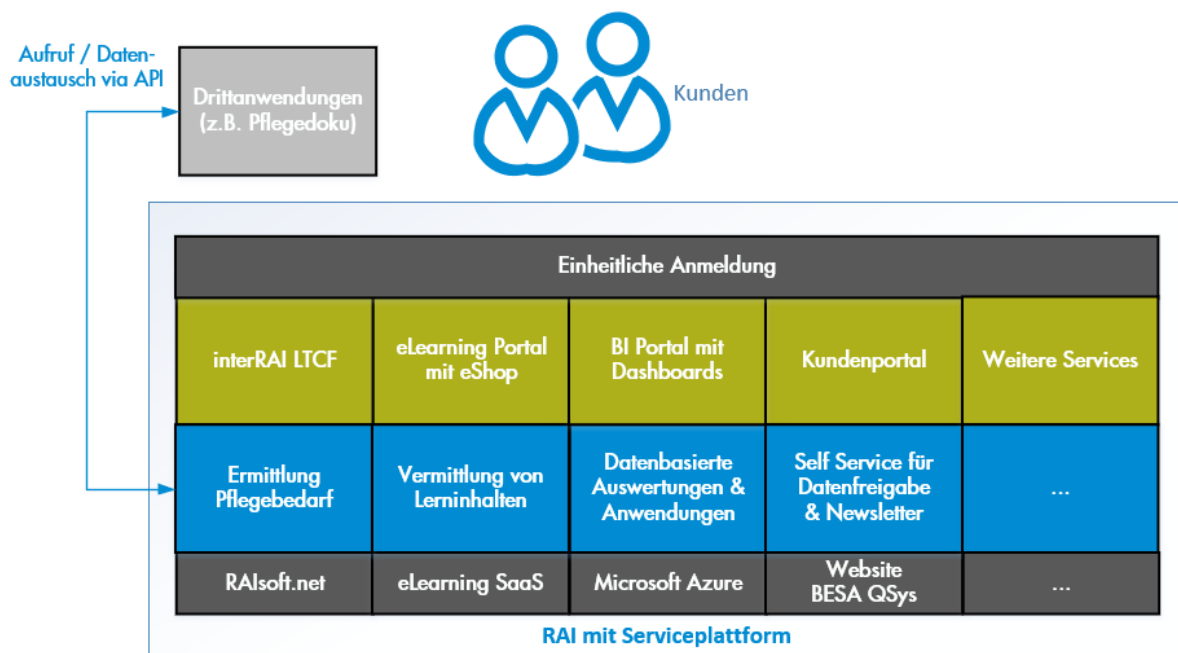 Aufruf / Daten-
austausch via API
Drittanwendungen
(z.B. Pflegedoku)
Kunden
Einheitliche Anmeldung
interRAI LTCF
eLearning Portal
mit eShop
BI Portal mit
Dashboards
Kundenportal
Weitere Services
Ermittlung
Pflegebedarf
Vermittlung von
Lerninhalten
Datenbasierte
Auswertungen &
Anwendungen
Self Service für
Datenfreigabe
& Newsletter
...
RAIsoft.net
eLearning SaaS
Microsoft Azure
Website
BESA QSys
...
RAI mit Serviceplattform